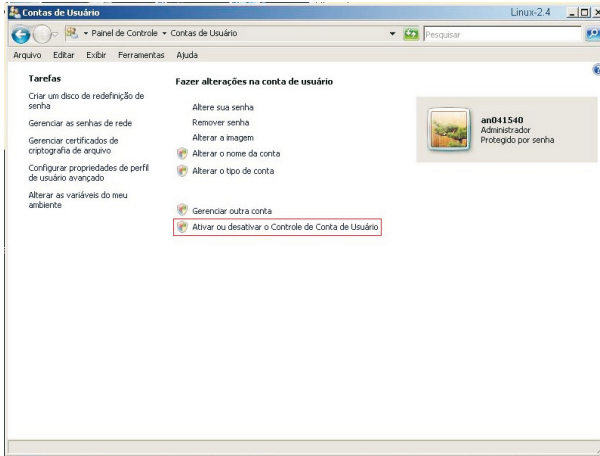 Contas de Usuário
Linux-2.4
Painel de Controle
Contas de Usuário
Pesquisar
Arquivo Editar Exibir Ferramentas Ajuda
Tarefas
Criar um disco de redefinição de
senha
Gerenciar as senhas de rede
Gerenciar certificados de
criptografia de arquivo
Configurar propriedades de perfil
de usuário avançado
Alterar as variáveis do meu
ambiente
Fazer alterações na conta de usuário
Altere sua senha
Remover senha
Alterar a imagem
Alterar o nome da conta
Alterar o tipo de conta
Gerenciar outra conta
Ativar ou desativar o Controle de Conta de Usuário
an041540
Administrador
Protegido por senha